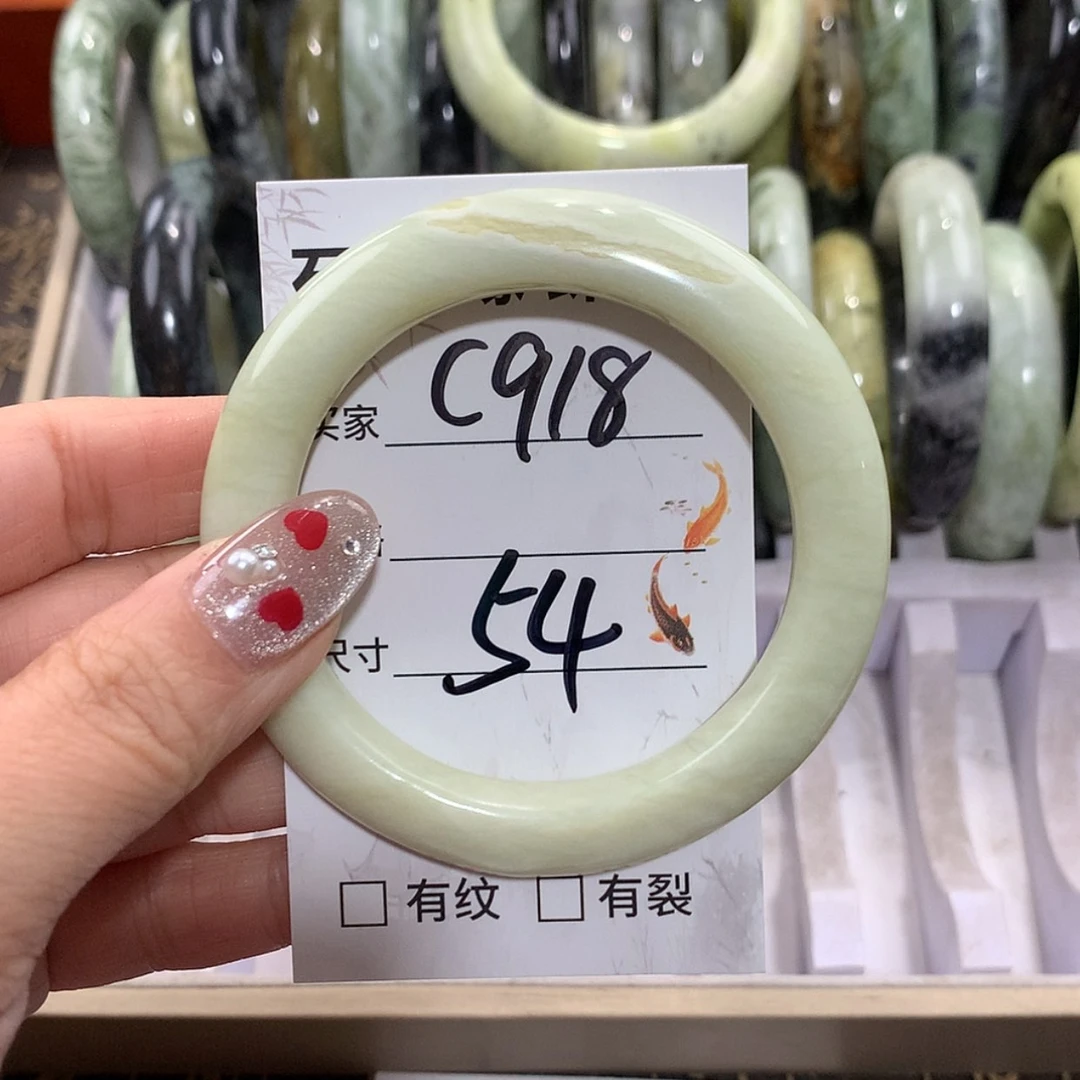 买家 C918
尺寸 54
□ 有纹 □ 有裂